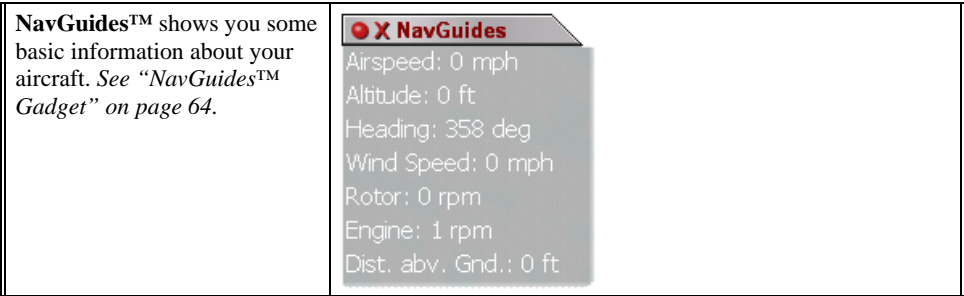 NavGuides™ shows you some
basic information about your
aircraft. See “NavGuides™
Gadget” on page 64.
X NavGuides
Airspeed: 0 mph
Altitude: 0 ft
Heading: 358 deg
Wind Speed: 0 mph
Rotor: 0 rpm
Engine: 1 rpm
Dist. abv. Gnd.: 0 ft